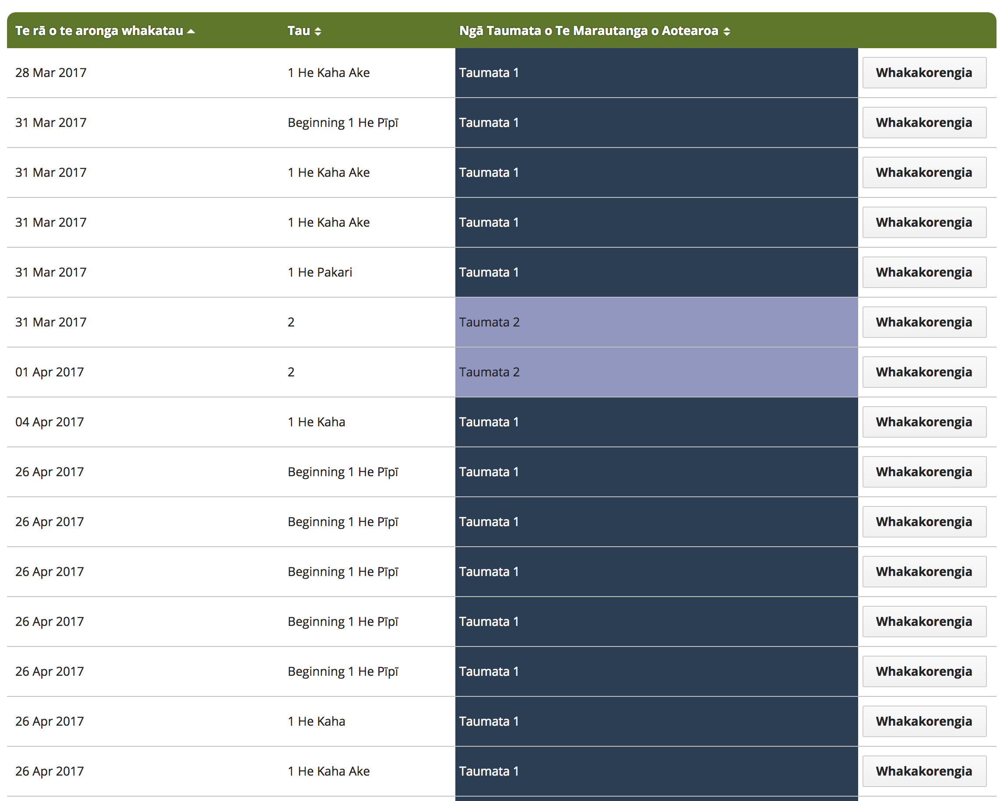 Te rā o te aronga whakatau Tau Ngā Taumata o Te Marautanga o Aotearoa
28 Mar 2017 1 He Kaha Ake Taumata 1 Whakakorengia
31 Mar 2017 Beginning 1 He Pīpī Taumata 1 Whakakorengia
31 Mar 2017 1 He Kaha Ake Taumata 1 Whakakorengia
31 Mar 2017 1 He Kaha Ake Taumata 1 Whakakorengia
31 Mar 2017 1 He Pakari Taumata 1 Whakakorengia
31 Mar 2017 2 Taumata 2 Whakakorengia
01 Apr 2017 2 Taumata 2 Whakakorengia
04 Apr 2017 1 He Kaha Taumata 1 Whakakorengia
26 Apr 2017 Beginning 1 He Pīpī Taumata 1 Whakakorengia
26 Apr 2017 Beginning 1 He Pīpī Taumata 1 Whakakorengia
26 Apr 2017 Beginning 1 He Pīpī Taumata 1 Whakakorengia
26 Apr 2017 Beginning 1 He Pīpī Taumata 1 Whakakorengia
26 Apr 2017 Beginning 1 He Pīpī Taumata 1 Whakakorengia
26 Apr 2017 1 He Kaha Taumata 1 Whakakorengia
26 Apr 2017 1 He Kaha Ake Taumata 1 Whakakorengia